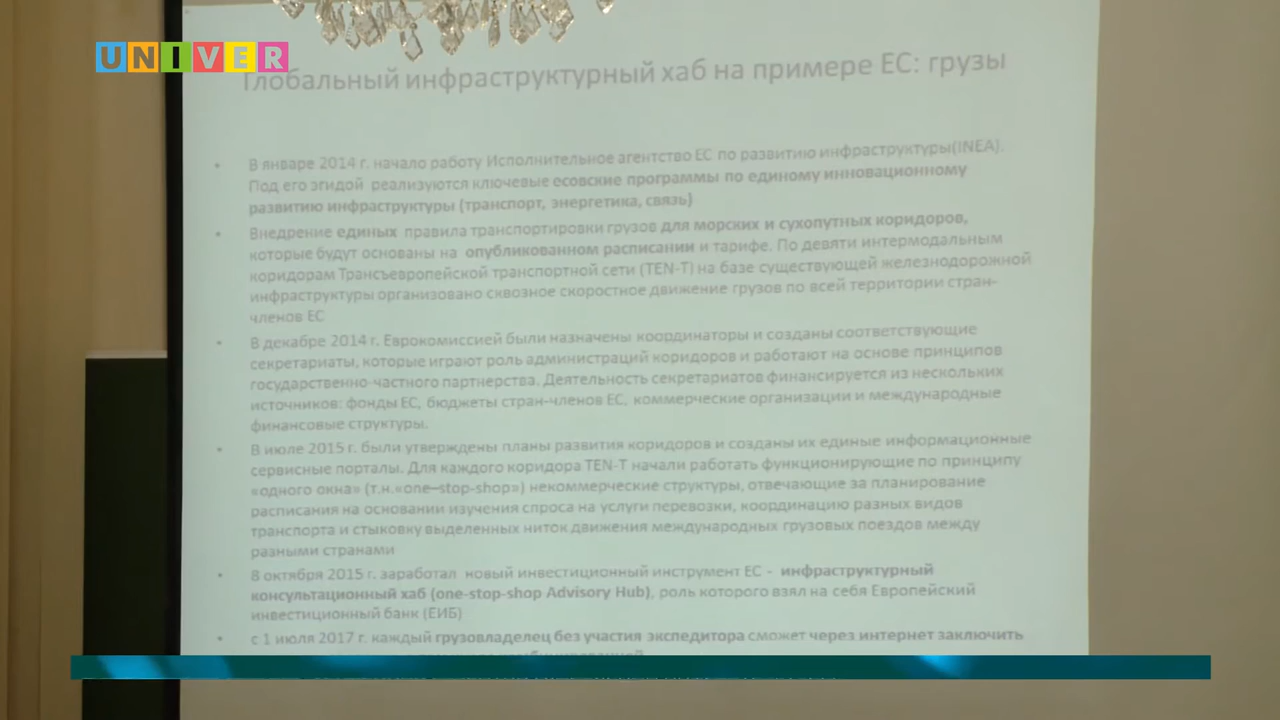 UNIVER
Глобальный инфраструктурный хаб на примере ЕС: грузы
• В январе 2014 г. начало работу Исполнительное агентство ЕС по развитию инфраструктуры(INEA).
Под его эгидой реализуются ключевые есовские программы по единому инновационному
развитию инфраструктуры (транспорт, энергетика, связь)
• Внедрение единых правила транспортировки грузов для морских и сухопутных коридоров,
которые будут основаны на опубликованном расписании и тарифе. По девяти интермодальным
коридорам Трансъевропейской транспортной сети (TEN-T) на базе существующей железнодорожной
инфраструктуры организовано сквозное скоростное движение грузов по всей территории стран-
членов ЕС
• В декабре 2014 г. Еврокомиссией были назначены координаторы и созданы соответствующие
секретариаты, которые играют роль администраций коридоров и работают на основе принципов
государственно-частного партнерства. Деятельность секретариатов финансируется из нескольких
источников: фонды ЕС, бюджеты стран-членов ЕС, коммерческие организации и международные
финансовые структуры.
• В июле 2015 г. были утверждены планы развития коридоров и созданы их единые информационные
сервисные порталы. Для каждого коридора TEN-T начали работать функционирующие по принципу
«одного окна» (т.н.«one–stop-shop») некоммерческие структуры, отвечающие за планирование
расписания на основании изучения спроса на услуги перевозки, координацию разных видов
транспорта и стыковку выделенных ниток движения международных грузовых поездов между
разными странами
• 8 октября 2015 г. заработал новый инвестиционный инструмент ЕС - инфраструктурный
консультационный хаб (one-stop-shop Advisory Hub), роль которого взял на себя Европейский
инвестиционный банк (ЕИБ)
• с 1 июля 2017 г. каждый грузовладелец без участия экспедитора сможет через интернет заключить